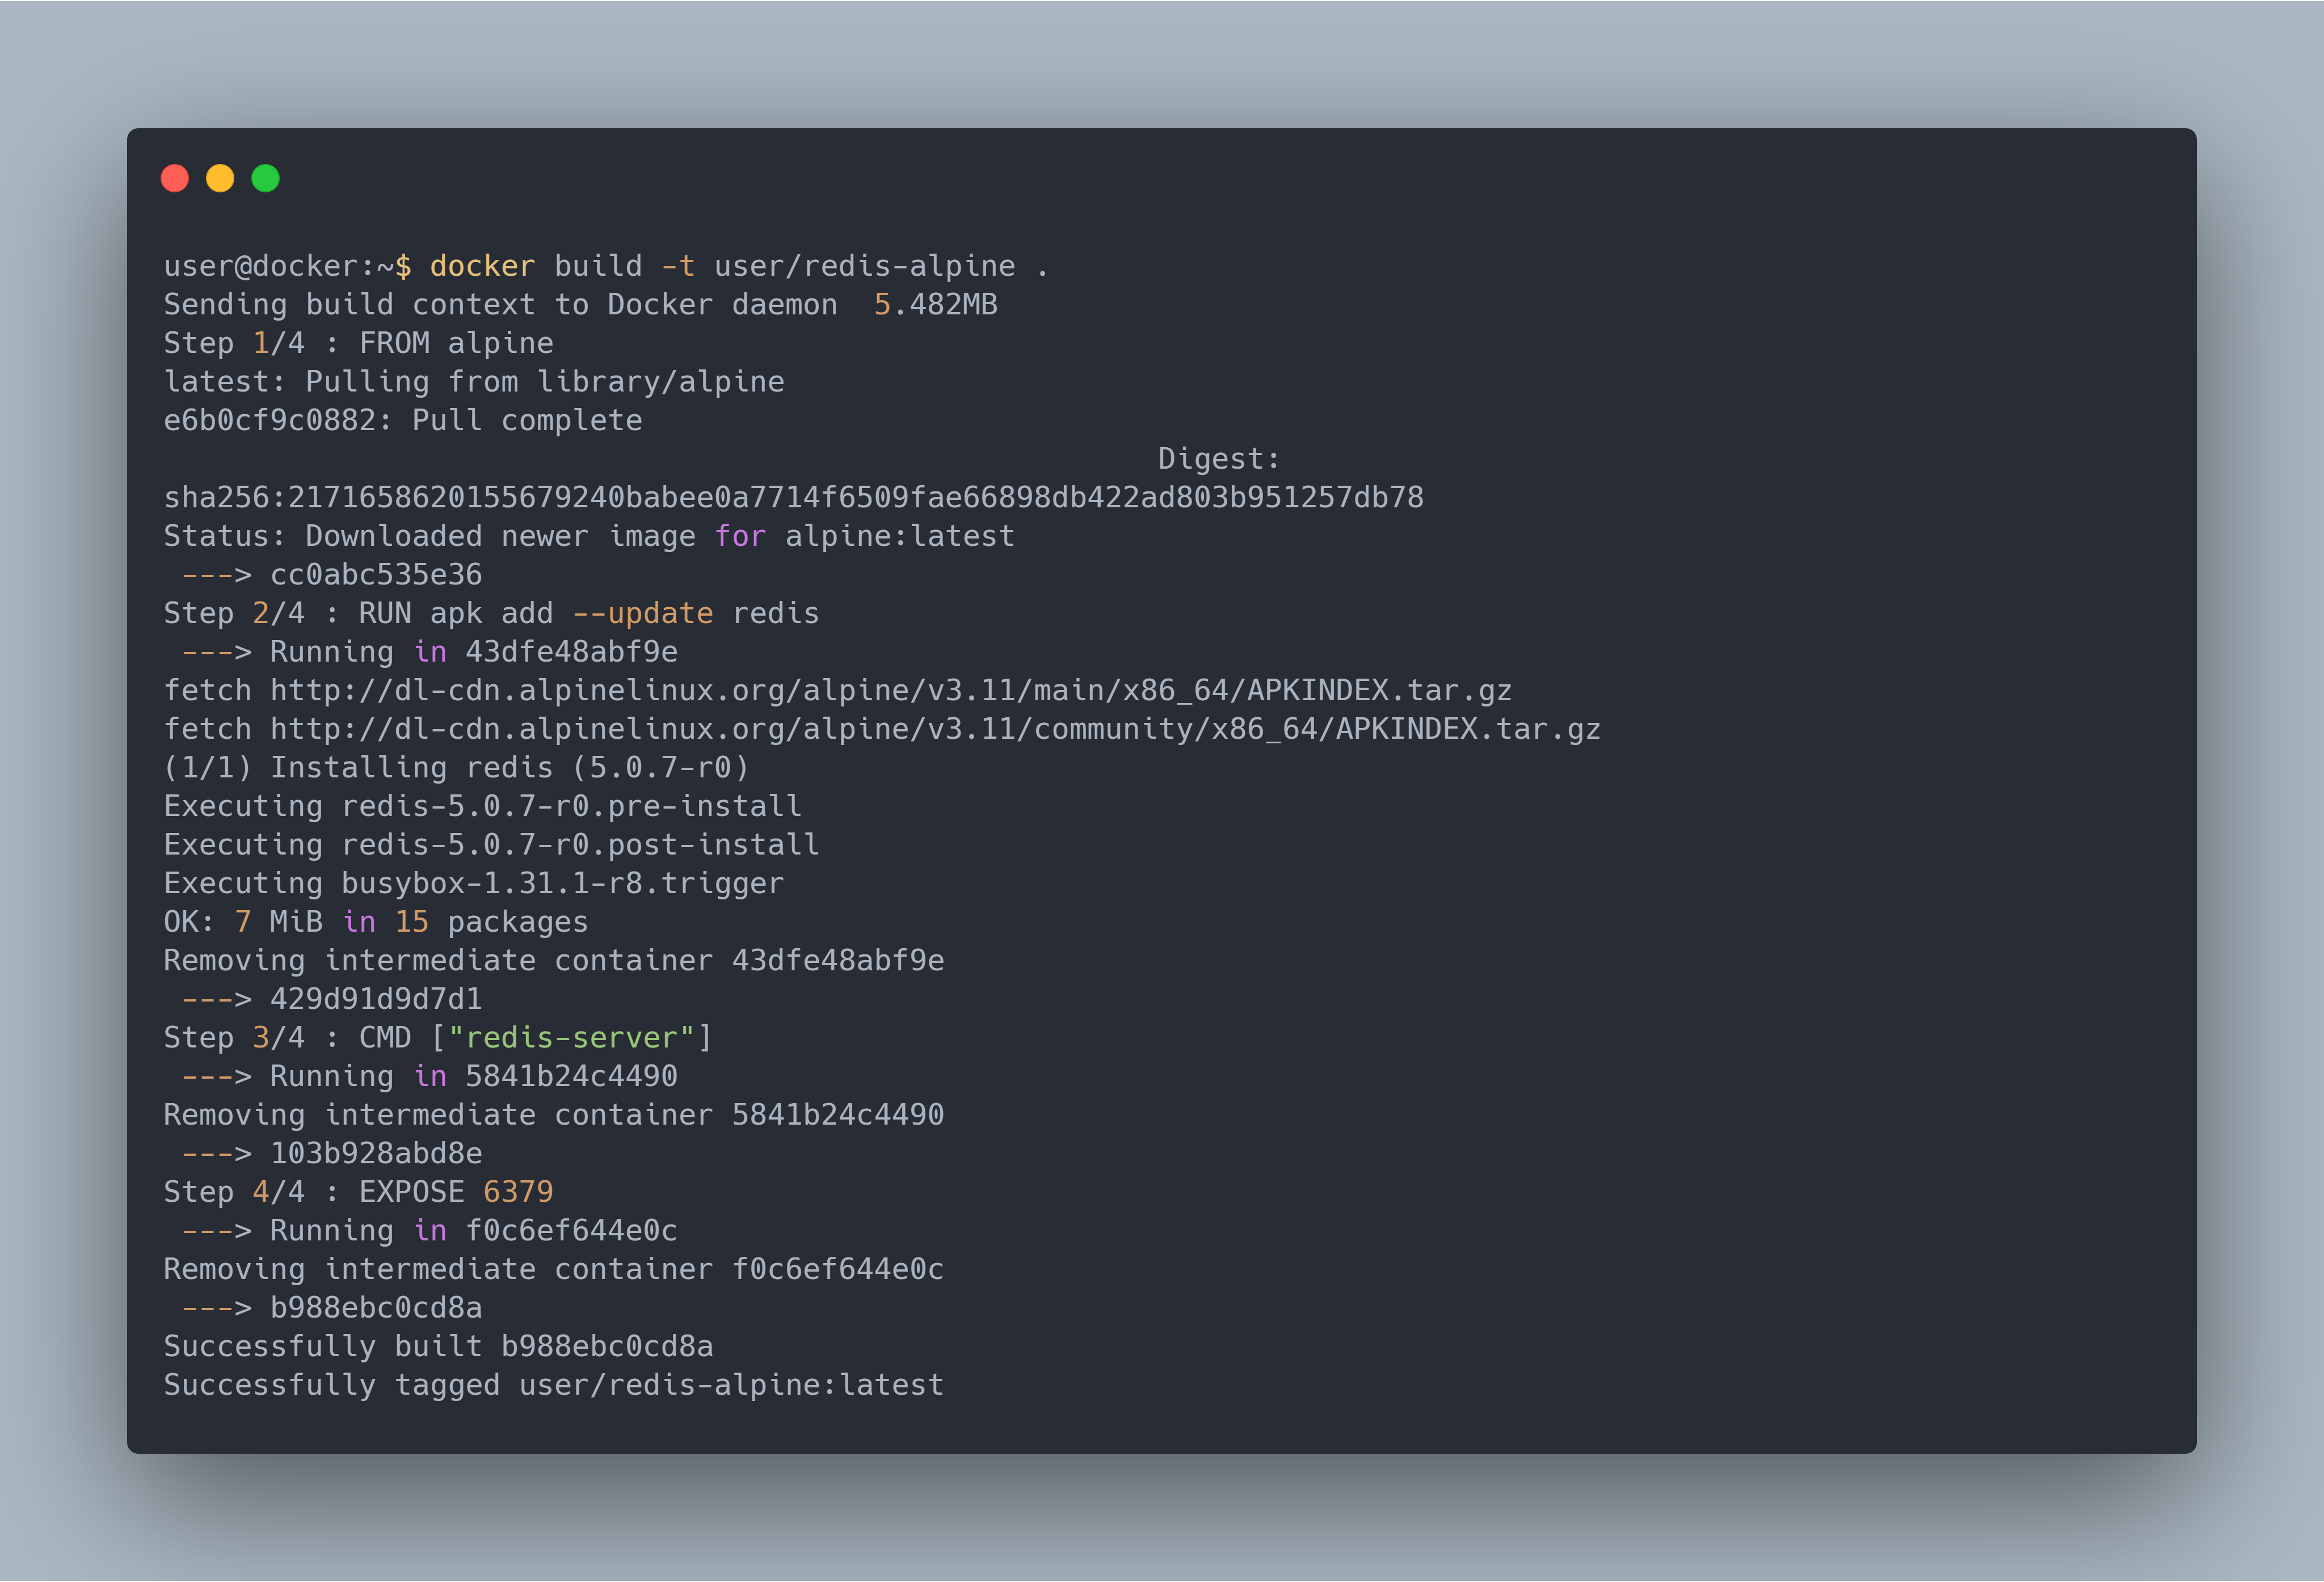 user@docker:~$ docker build -t user/redis-alpine .
Sending build context to Docker daemon  5.482MB
Step 1/4 : FROM alpine
latest: Pulling from library/alpine
e6b0cf9c0882: Pull complete
Digest:
sha256:2171658620155679240babee0a7714f6509fae66898db422ad803b951257db78
Status: Downloaded newer image for alpine:latest
 ---> cc0abc535e36
Step 2/4 : RUN apk add --update redis
 ---> Running in 43dfe48abf9e
fetch http://dl-cdn.alpinelinux.org/alpine/v3.11/main/x86_64/APKINDEX.tar.gz
fetch http://dl-cdn.alpinelinux.org/alpine/v3.11/community/x86_64/APKINDEX.tar.gz
(1/1) Installing redis (5.0.7-r0)
Executing redis-5.0.7-r0.pre-install
Executing redis-5.0.7-r0.post-install
Executing busybox-1.31.1-r8.trigger
OK: 7 MiB in 15 packages
Removing intermediate container 43dfe48abf9e
 ---> 429d91d9d7d1
Step 3/4 : CMD ["redis-server"]
 ---> Running in 5841b24c4490
Removing intermediate container 5841b24c4490
 ---> 103b928abd8e
Step 4/4 : EXPOSE 6379
 ---> Running in f0c6ef644e0c
Removing intermediate container f0c6ef644e0c
 ---> b988ebc0cd8a
Successfully built b988ebc0cd8a
Successfully tagged user/redis-alpine:latest